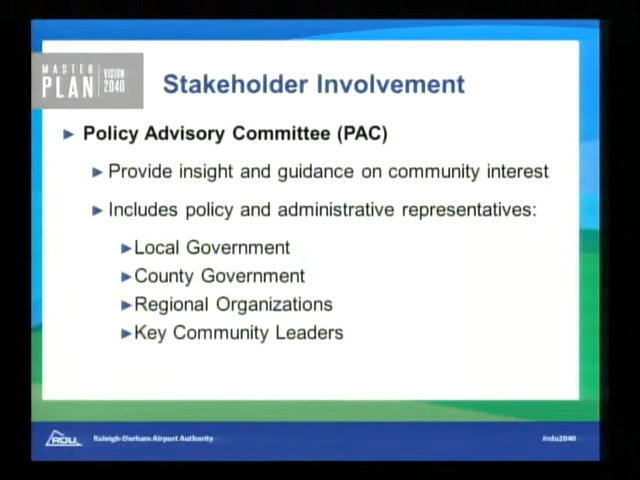 MASTER
PLAN
VISION
2040
Stakeholder Involvement
Policy Advisory Committee (PAC)
Provide insight and guidance on community interest
Includes policy and administrative representatives:
Local Government
County Government
Regional Organizations
Key Community Leaders
RDU
Raleigh-Durham Airport Authority
#rdu2040